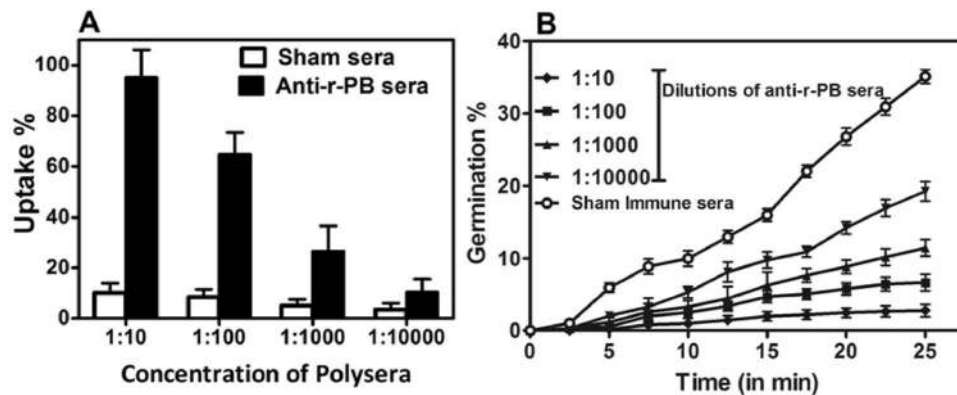 A
Sham sera
Anti-r-PB sera
Uptake %
100
80
60
40
20
0
1:10
1:100
1:1000
1:10000
Concentration of Polysera
B
1:10
1:100
1:1000
1:10000
Sham Immune sera
Dilutions of anti-r-PB sera
Germination %
40
30
20
10
0
0
5
10
15
20
25
Time (in min)